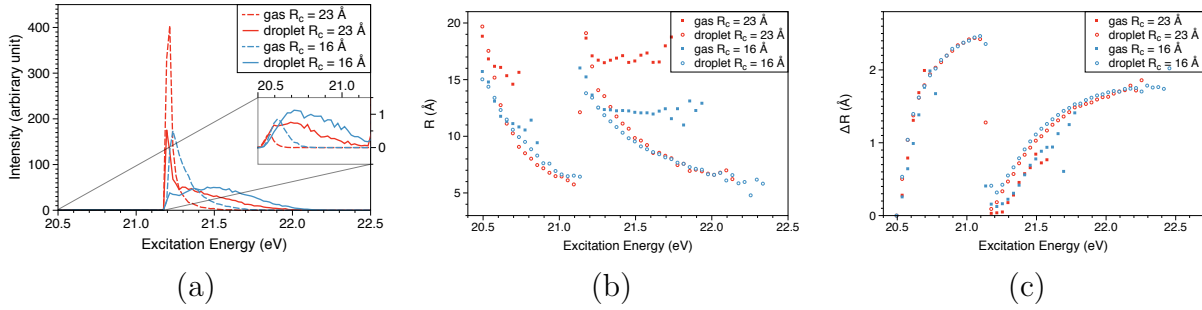 gas R_c = 23 Å
droplet R_c = 23 Å
gas R_c = 16 Å
droplet R_c = 16 Å
Intensity (arbitrary unit)
400
300
200
100
0
20.5 21.0 21.5 22.0 22.5
Excitation Energy (eV)
20.5 21.0 21.5 22.0
1
0
(a)
gas R_c = 23 Å
droplet R_c = 23 Å
gas R_c = 16 Å
droplet R_c = 16 Å
R (Å)
20
15
10
5
20.5 21.0 21.5 22.0 22.5
Excitation Energy (eV)
(b)
gas R_c = 23 Å
droplet R_c = 23 Å
gas R_c = 16 Å
droplet R_c = 16 Å
ΔR (Å)
2
1
0
20.5 21.0 21.5 22.0 22.5
Excitation Energy (eV)
(c)